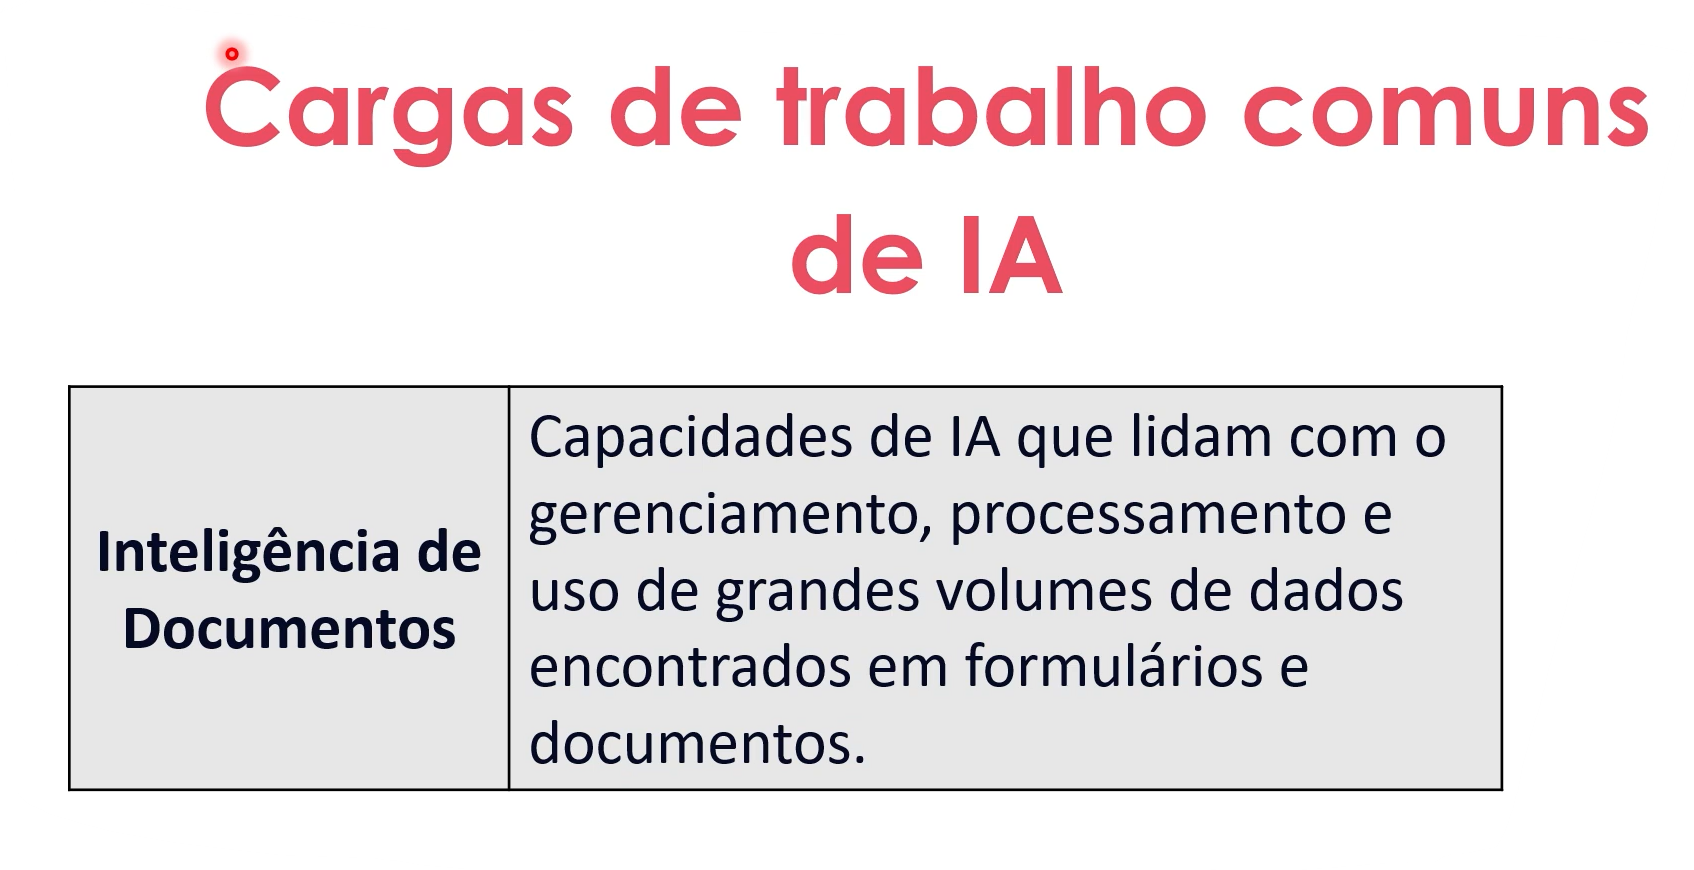 Cargas de trabalho comuns
de IA
Inteligência de
Documentos
Capacidades de IA que lidam com o
gerenciamento, processamento e
uso de grandes volumes de dados
encontrados em formulários e
documentos.